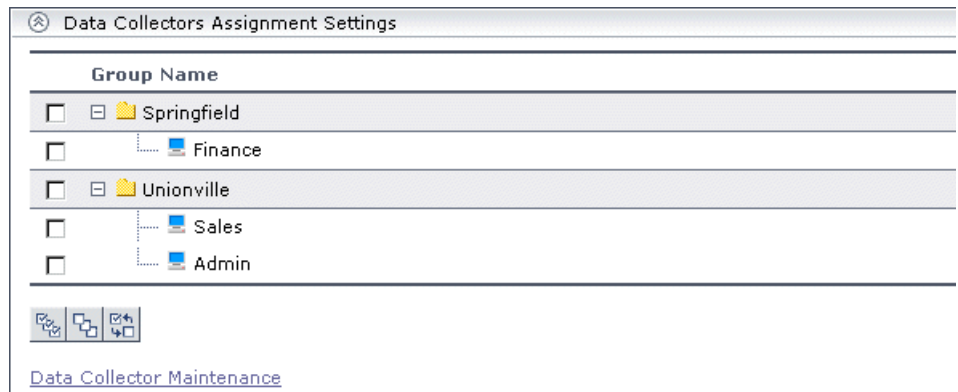 Data Collectors Assignment Settings
Group Name
Springfield
Finance
Unionville
Sales
Admin
Data Collector Maintenance